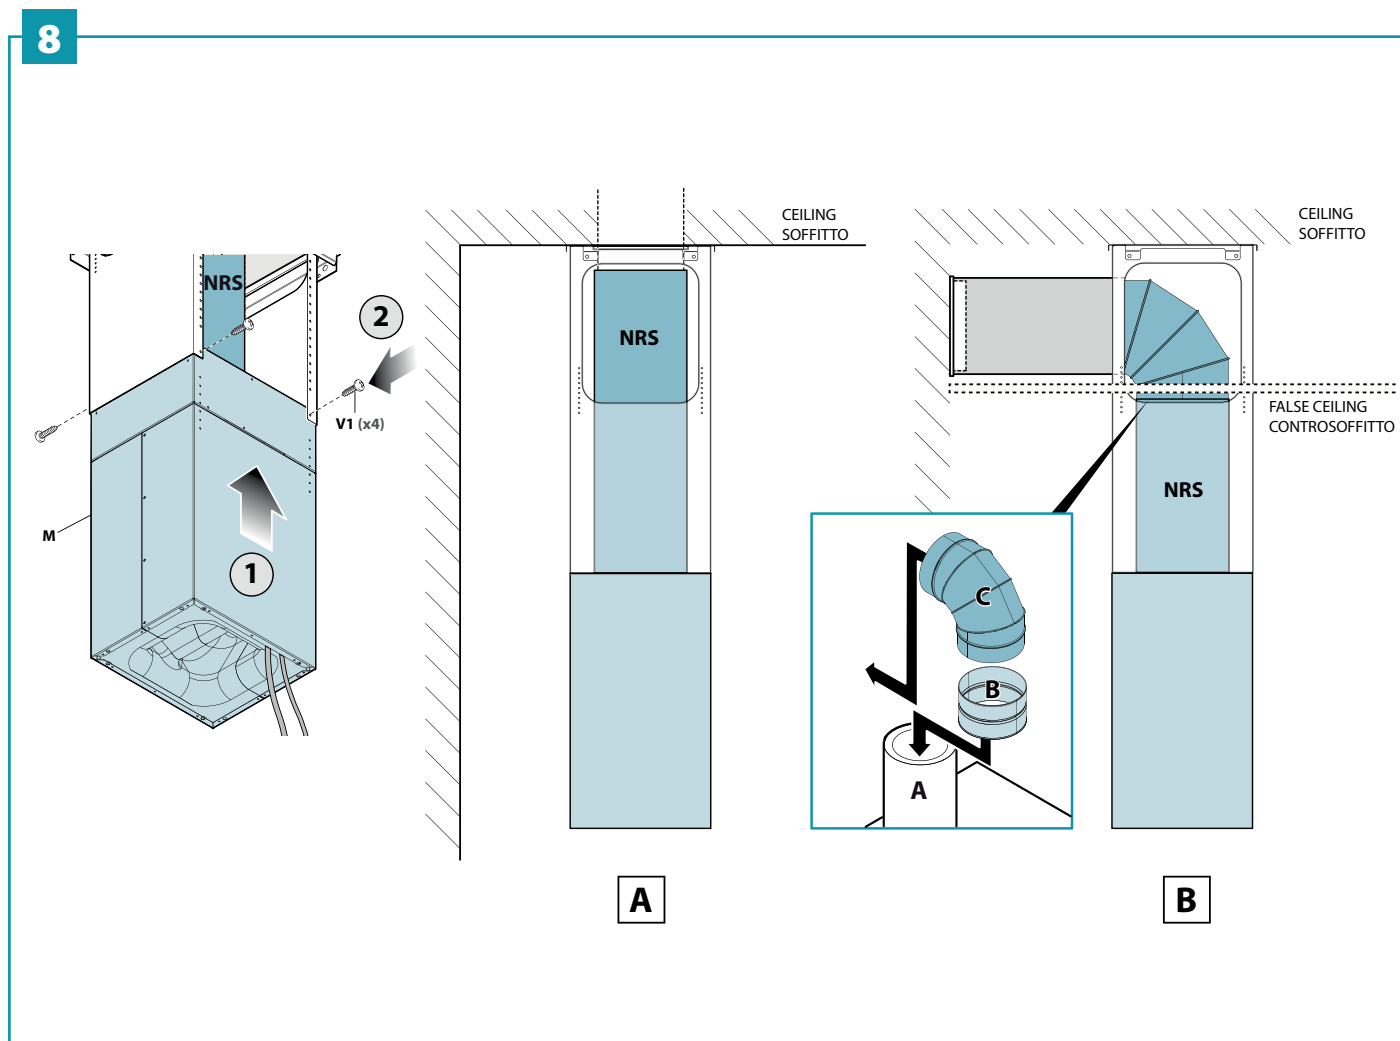 8
NRS
2
V1 (x4)
M
1
CEILING
SOFFITTO
NRS
A
CEILING
SOFFITTO
FALSE CEILING
CONTROSOFFITTO
NRS
C
B
A
B